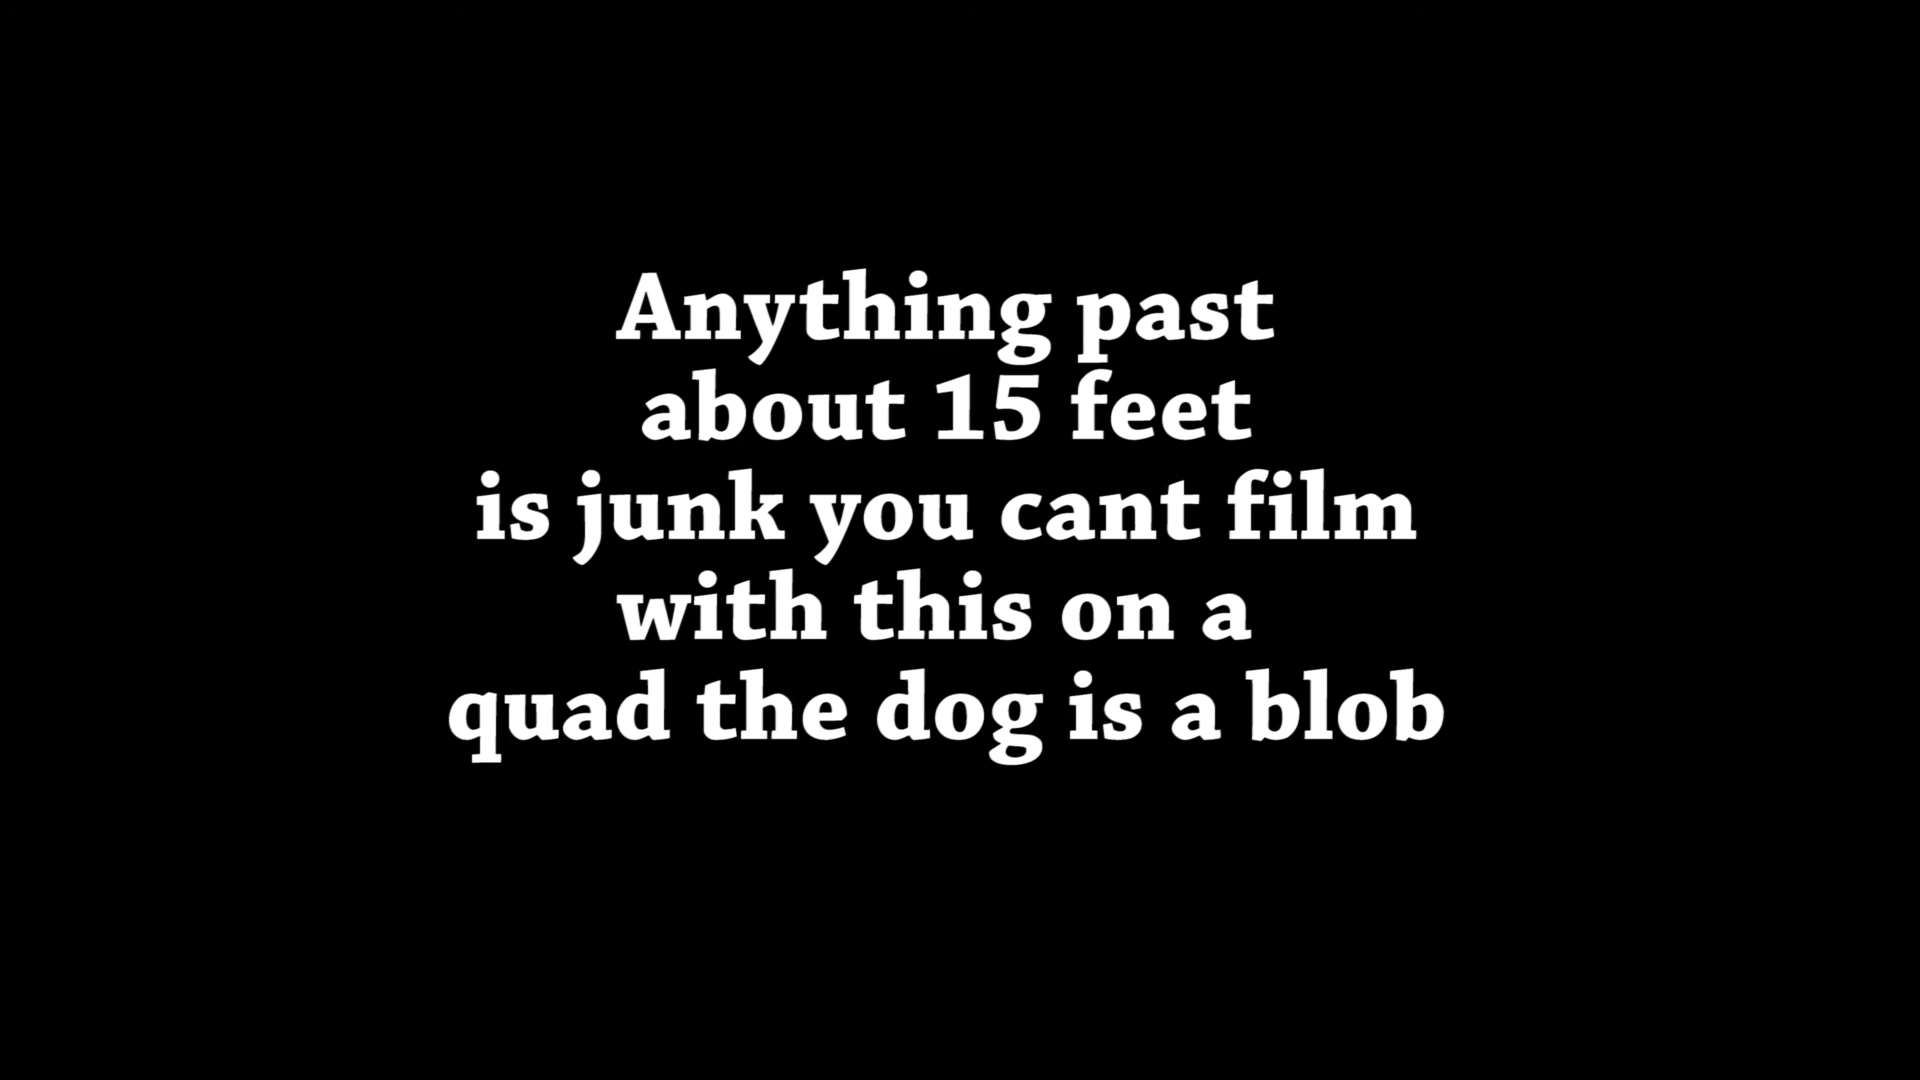 Anything past
about 15 feet
is junk you cant film
with this on a
quad the dog is a blob